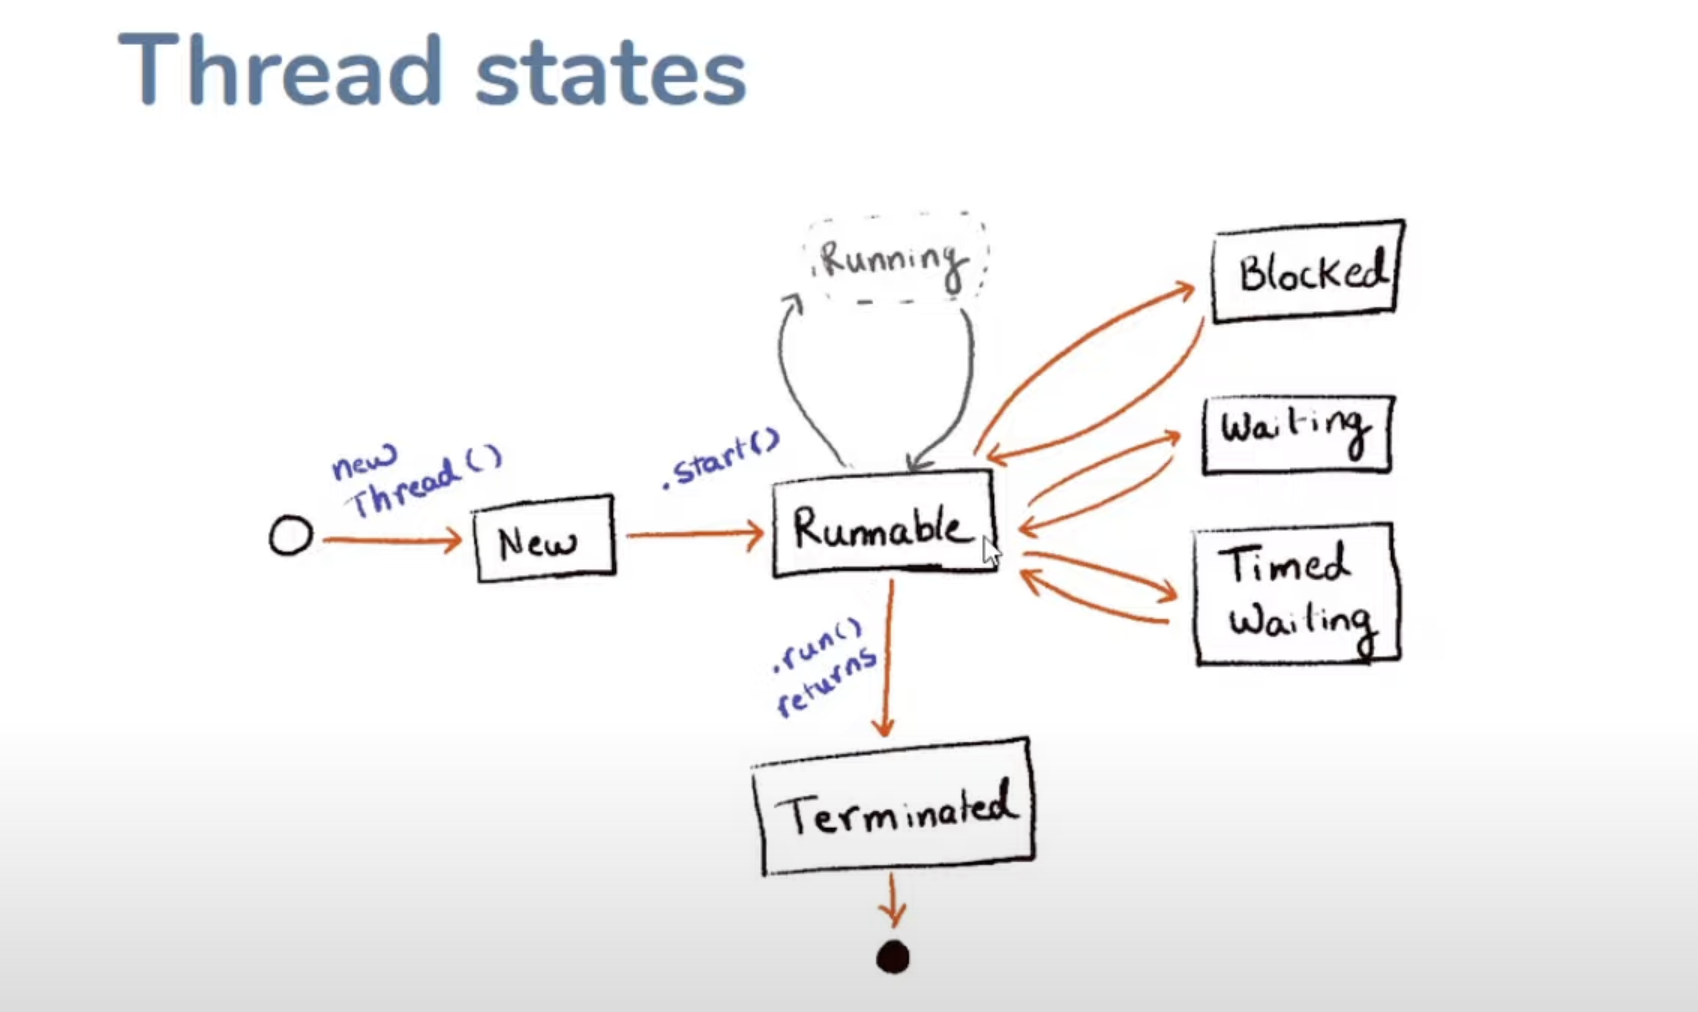 Thread states
Running
Blocked
new
Thread()
.start()
Waiting
New
Runnable
Timed
Waiting
.run()
returns
Terminated